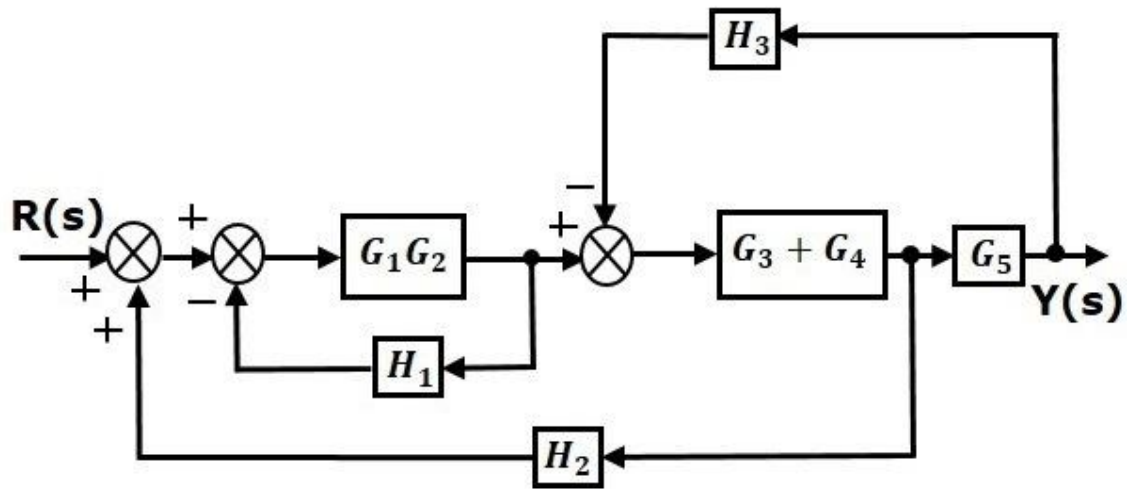 H₃
−
R(s) + + G₁G₂ + G₃ + G₄ G₅
+ − Y(s)
+
H₁
H₂